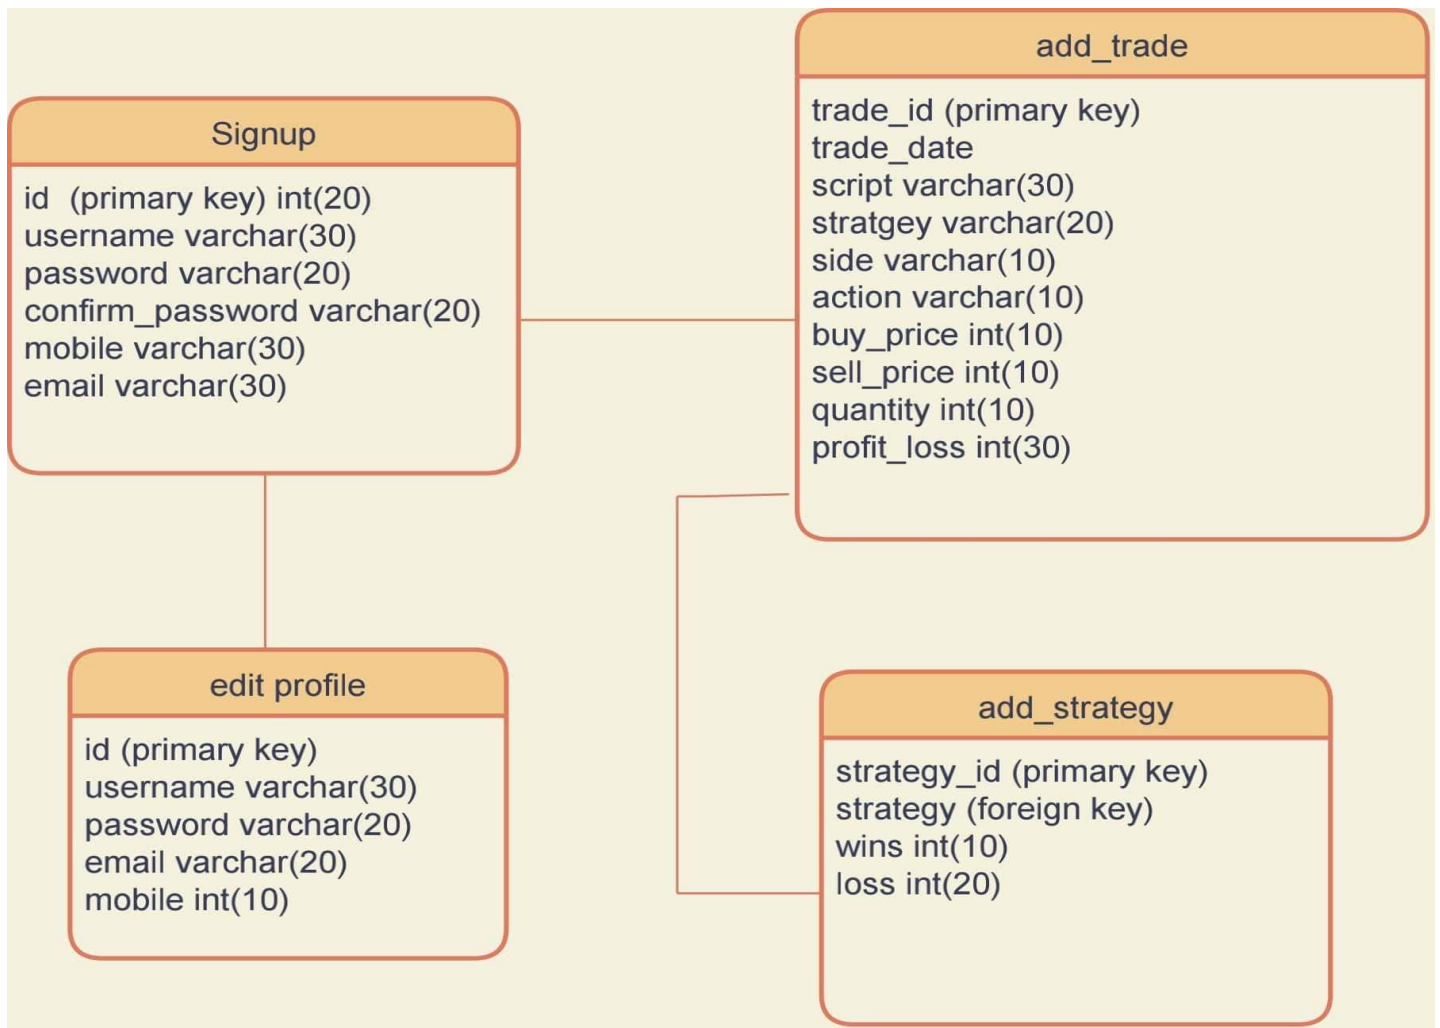 Signup
id  (primary key) int(20)
username varchar(30)
password varchar(20)
confirm_password varchar(20)
mobile varchar(30)
email varchar(30)
add_trade
trade_id (primary key)
trade_date
script varchar(30)
stratgey varchar(20)
side varchar(10)
action varchar(10)
buy_price int(10)
sell_price int(10)
quantity int(10)
profit_loss int(30)
edit profile
id (primary key)
username varchar(30)
password varchar(20)
email varchar(20)
mobile int(10)
add_strategy
strategy_id (primary key)
strategy (foreign key)
wins int(10)
loss int(20)